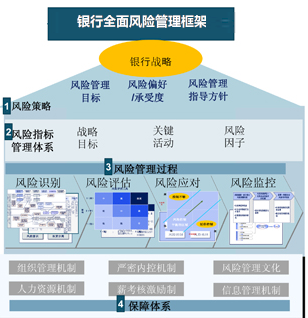 银行全面风险管理框架
银行战略
风险管理 风险偏好 风险管理
目标 /承受度 指导方针
1 风险策略
2 风险指标 战略 关键 风险
管理体系 目标 活动 因子
3 风险管理过程
风险识别 风险评估 风险应对 风险监控
组织管理机制 严密内控机制 风险管理文化
人力资源机制 薪考核激励制 信息管理机制
4 保障体系